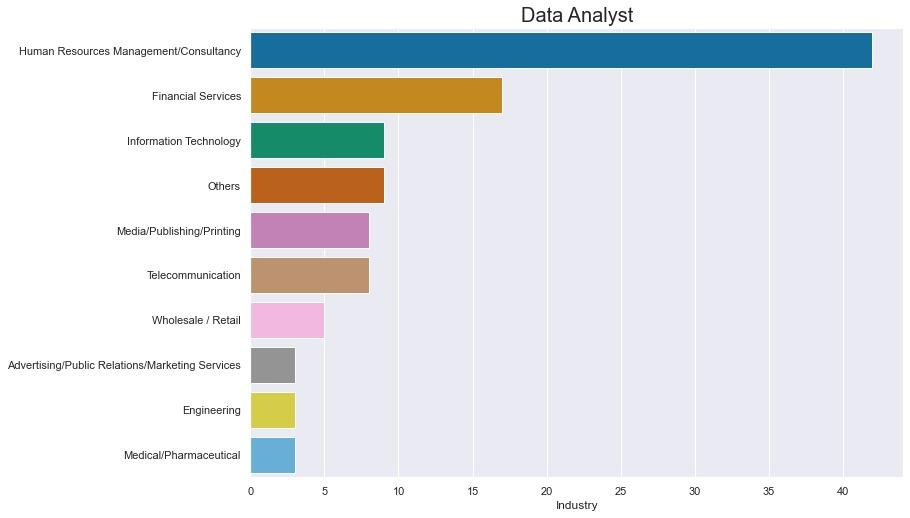 Data Analyst
Human Resources Management/Consultancy
Financial Services
Information Technology
Others
Media/Publishing/Printing
Telecommunication
Wholesale / Retail
Advertising/Public Relations/Marketing Services
Engineering
Medical/Pharmaceutical
0 5 10 15 20 25 30 35 40
Industry